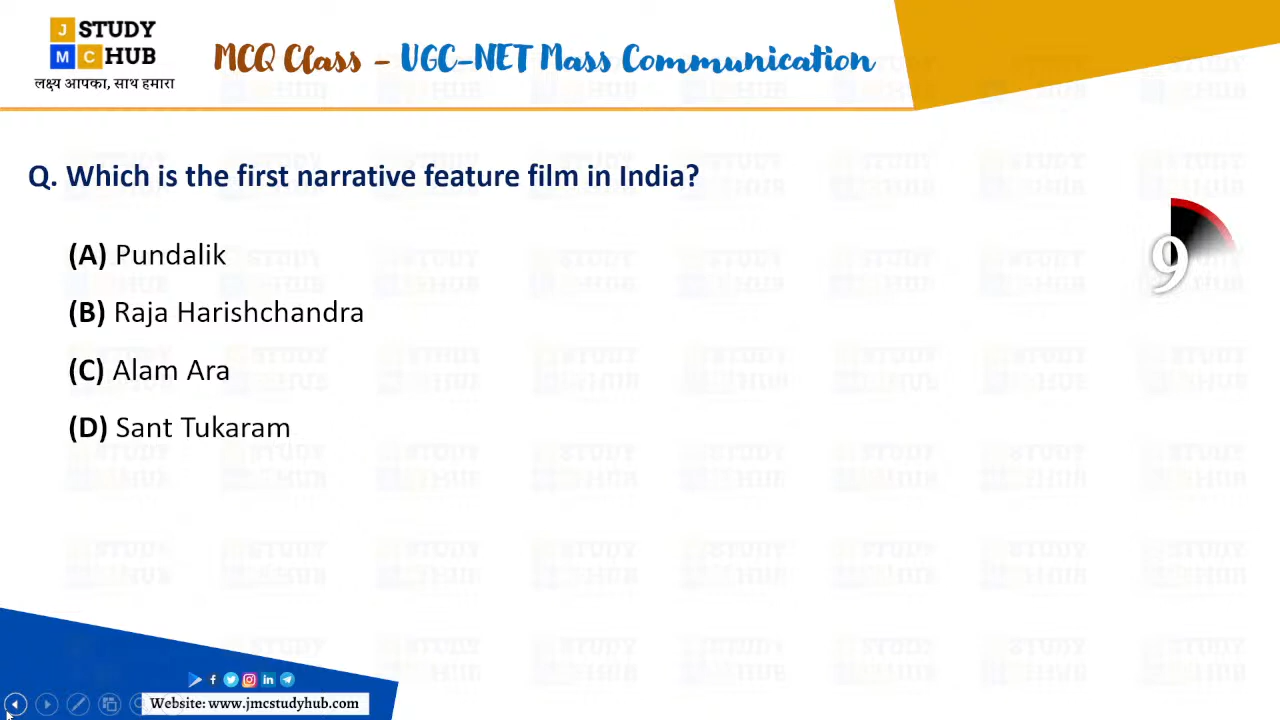 J STUDY
M C HUB
लक्ष्य आपका, साथ हमारा
MCQ Class - UGC-NET Mass Communication
Q. Which is the first narrative feature film in India?
9
(A) Pundalik
(B) Raja Harishchandra
(C) Alam Ara
(D) Sant Tukaram
Website: www.jmcstudyhub.com